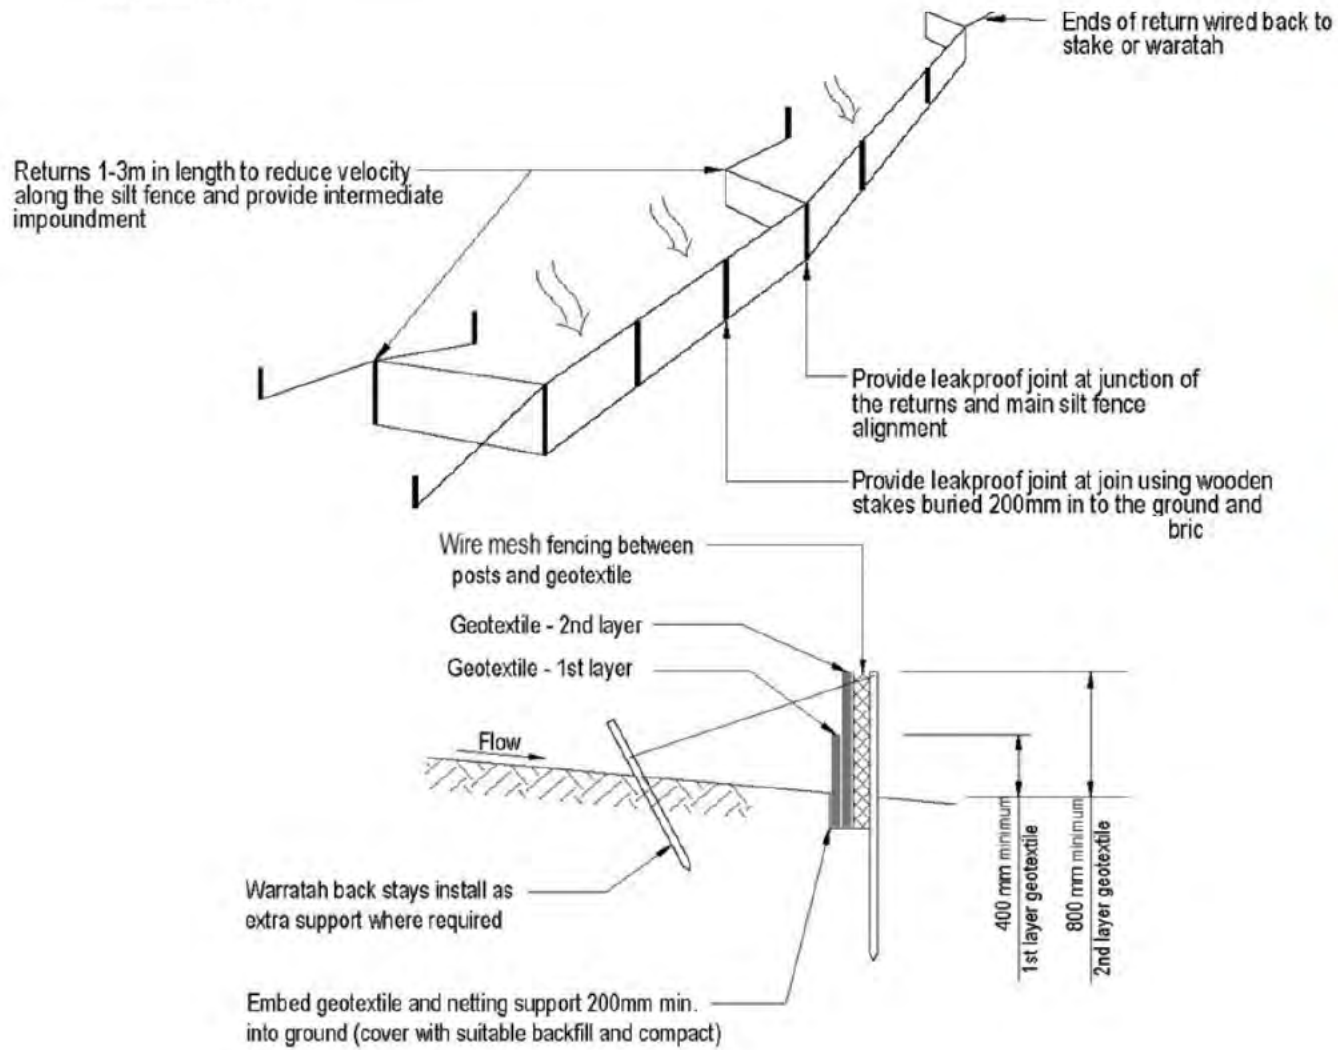 Ends of return wired back to
stake or waratah
Returns 1-3m in length to reduce velocity
along the silt fence and provide intermediate
impoundment
Provide leakproof joint at junction of
the returns and main silt fence
alignment
Provide leakproof joint at join using wooden
stakes buried 200mm in to the ground and
bric
Wire mesh fencing between
posts and geotextile
Geotextile - 2nd layer
Geotextile - 1st layer
Flow
400 mm minimum
1st layer geotextile
800 mm minimum
2nd layer geotextile
Warratah back stays install as
extra support where required
Embed geotextile and netting support 200mm min.
into ground (cover with suitable backfill and compact)